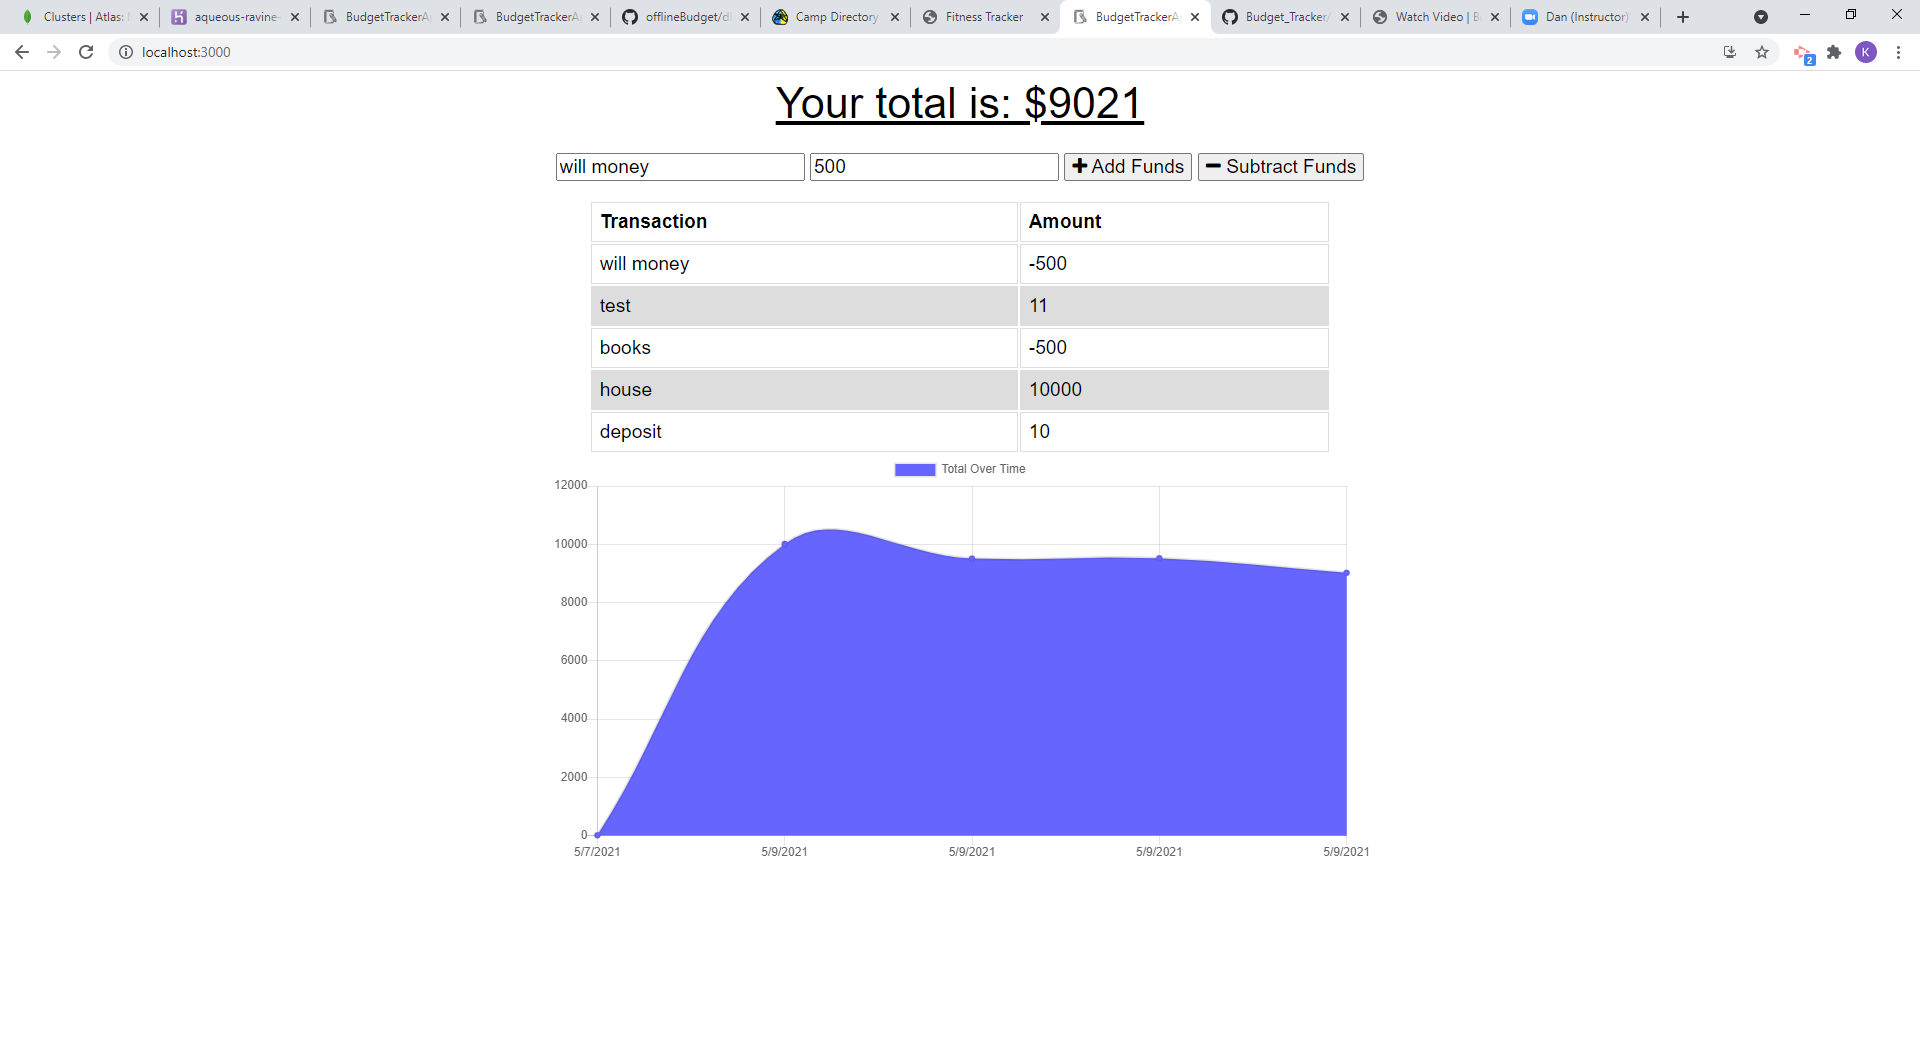 Clusters | Atlas:
aqueous-ravine-
BudgetTrackerA
BudgetTrackerA
offlineBudget/d
Camp Directory
Fitness Tracker
BudgetTrackerA
Budget_Tracker/
Watch Video | B
Dan (Instructor)
localhost:3000
2
K
Your total is: $9021
will money 500 Add Funds Subtract Funds
Transaction Amount
will money -500
test 11
books -500
house 10000
deposit 10
Total Over Time
12000
10000
8000
6000
4000
2000
0
5/7/2021 5/9/2021 5/9/2021 5/9/2021 5/9/2021